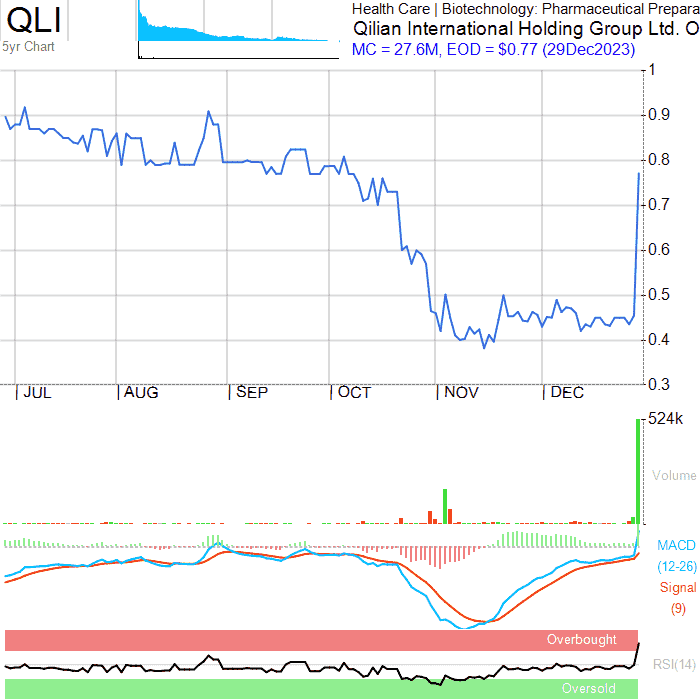 QLI
5yr Chart
Health Care | Biotechnology: Pharmaceutical Prepara
Qilian International Holding Group Ltd. O
MC = 27.6M, EOD = $0.77 (29Dec2023)
1
0.9
0.8
0.7
0.6
0.5
0.4
0.3
JUL AUG SEP OCT NOV DEC
524k
Volume
MACD
(12-26)
Signal
(9)
Overbought
RSI(14)
Oversold